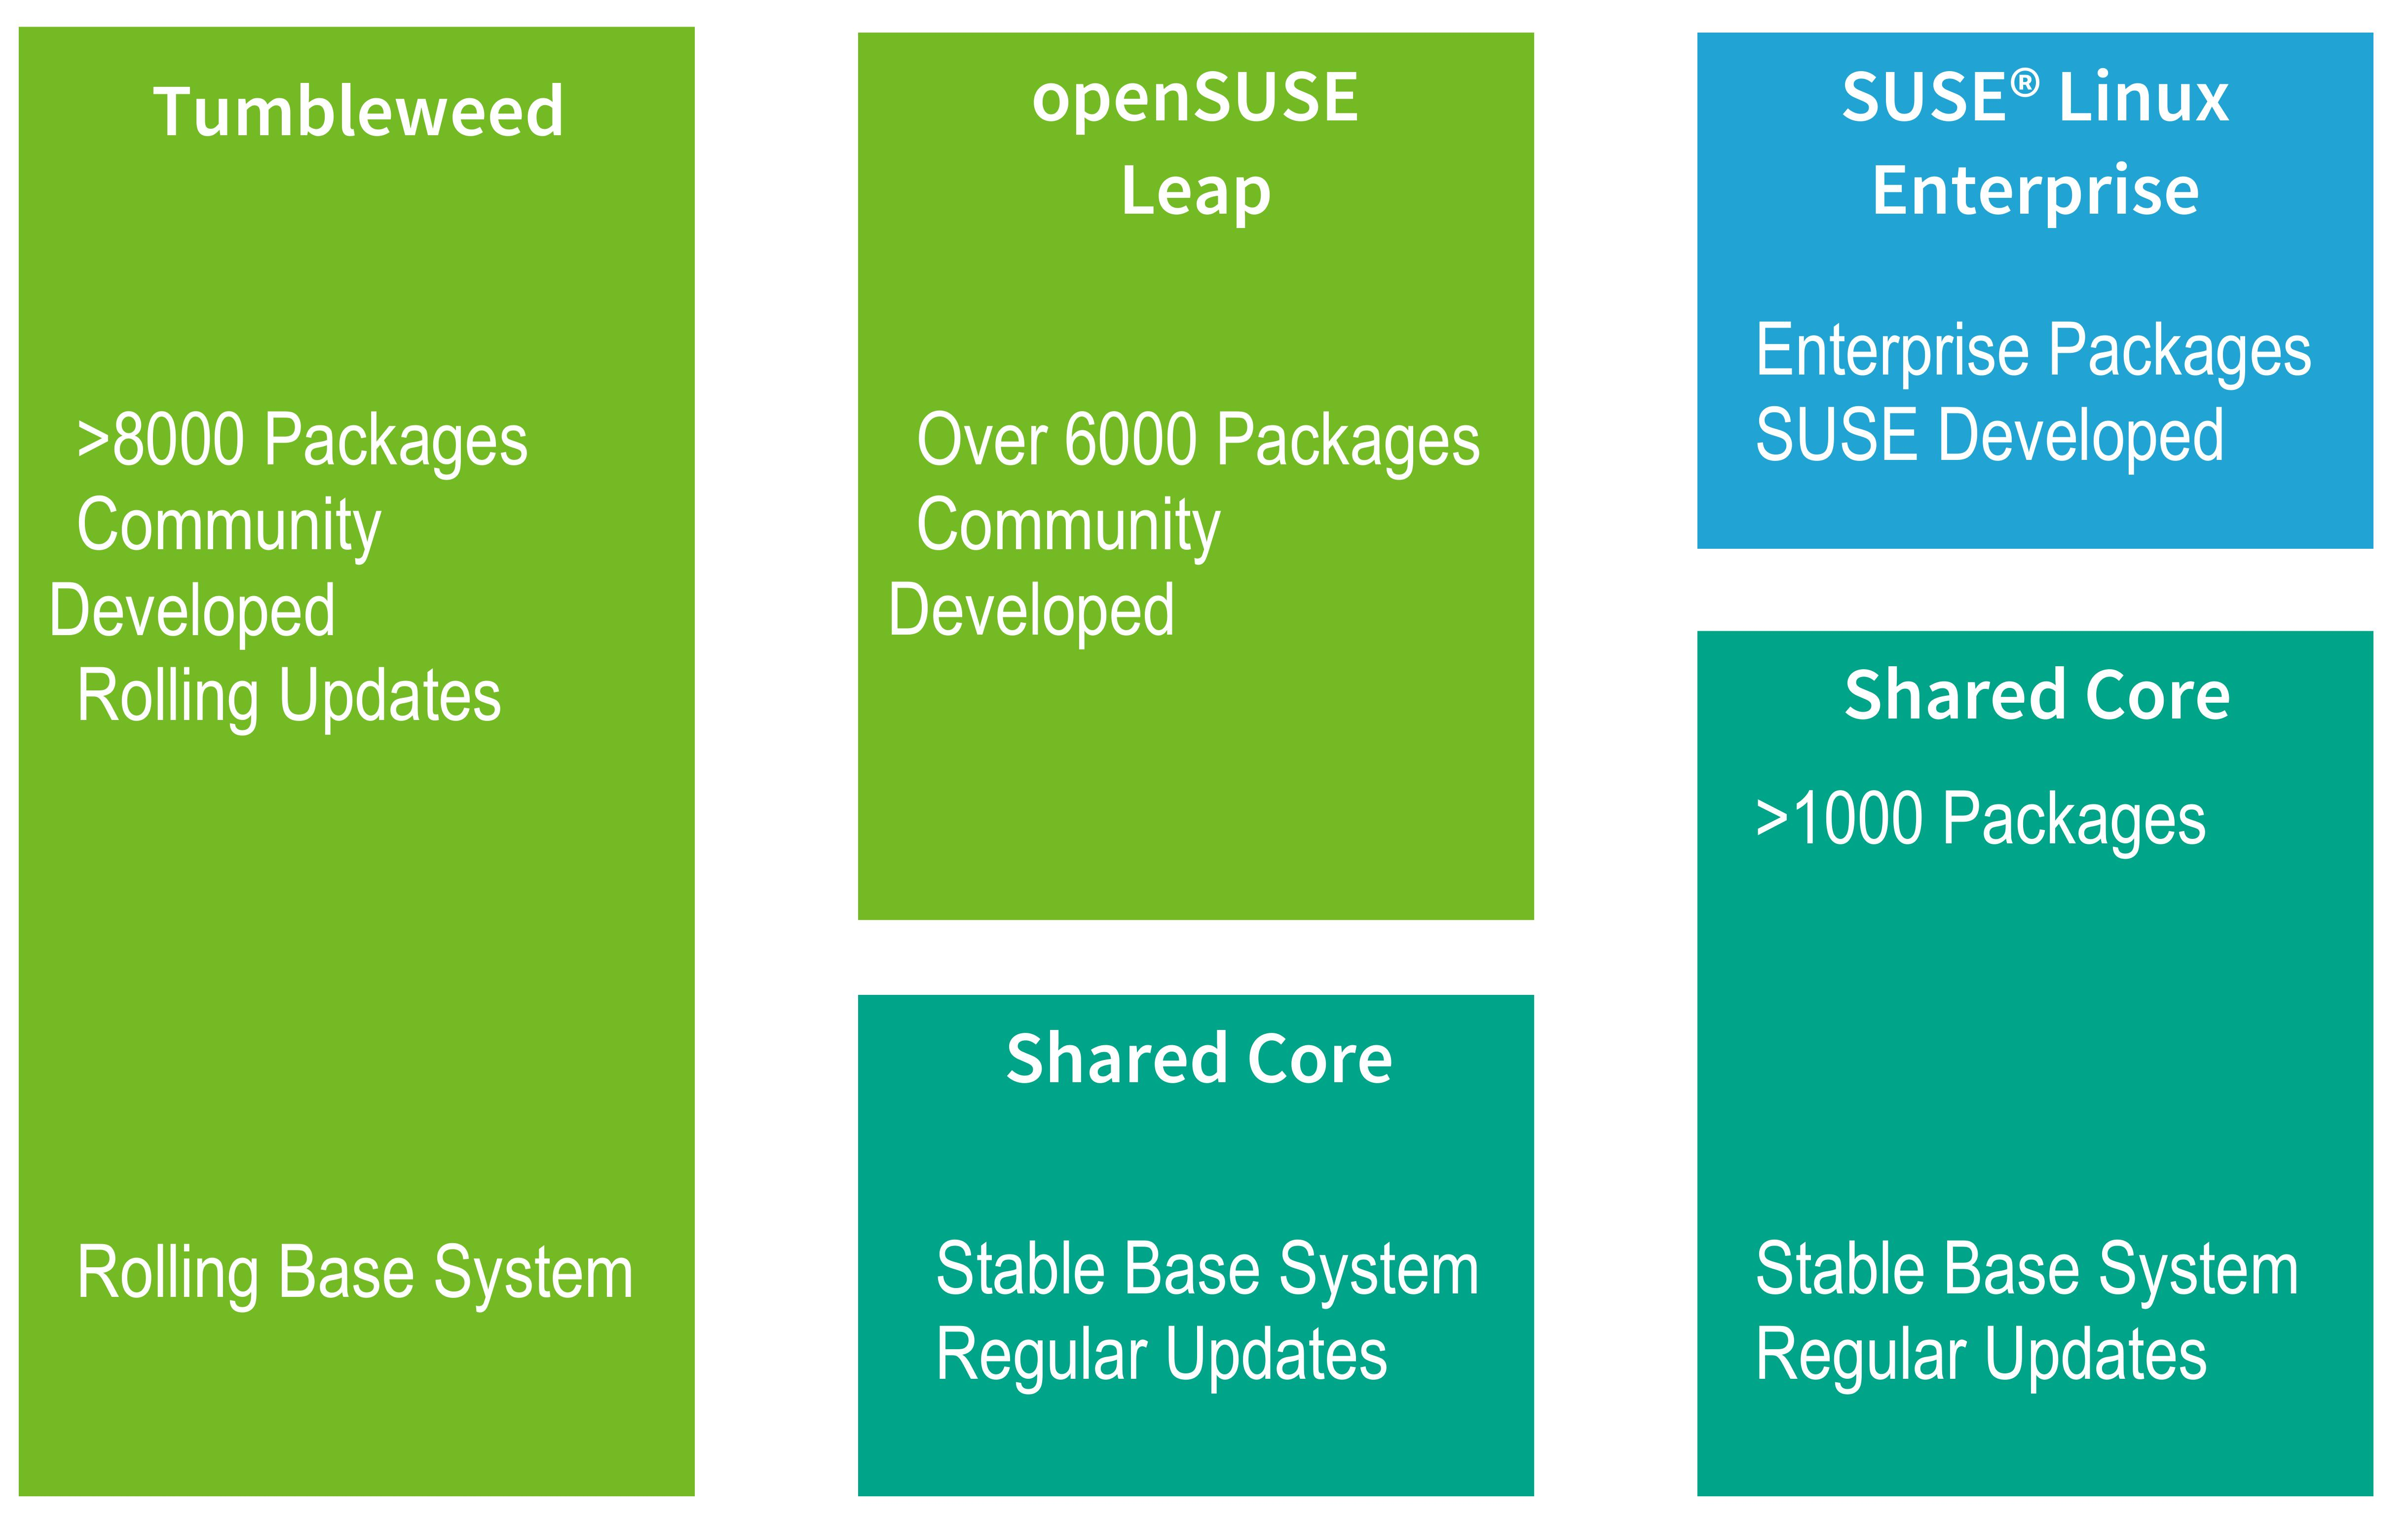 Tumbleweed
>8000 Packages
Community
Developed
Rolling Updates
Rolling Base System
openSUSE
Leap
Over 6000 Packages
Community
Developed
Shared Core
Stable Base System
Regular Updates
SUSE® Linux
Enterprise
Enterprise Packages
SUSE Developed
Shared Core
>1000 Packages
Stable Base System
Regular Updates